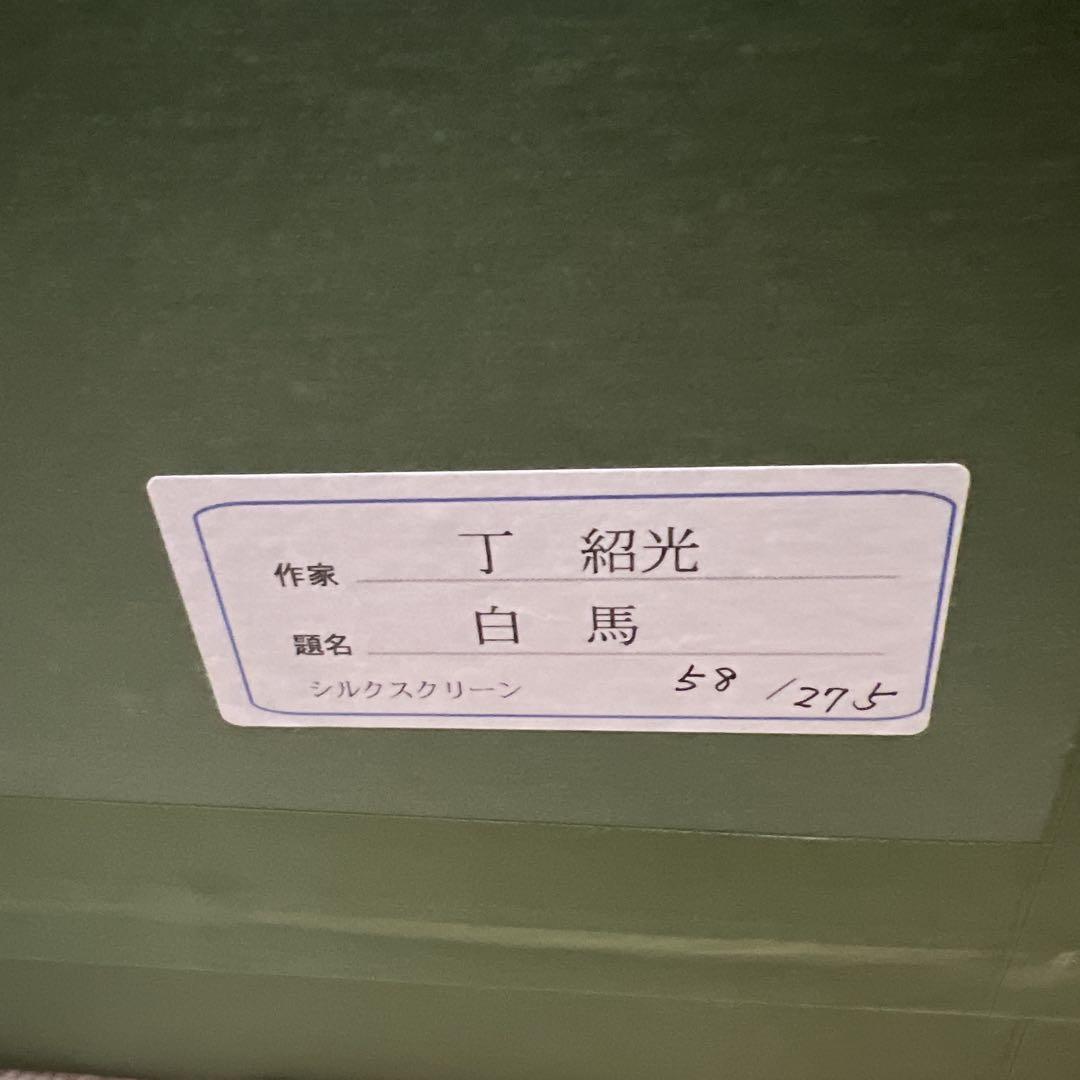 作家 丁 紹光
題名 白 馬
シルクスクリーン 58 /275